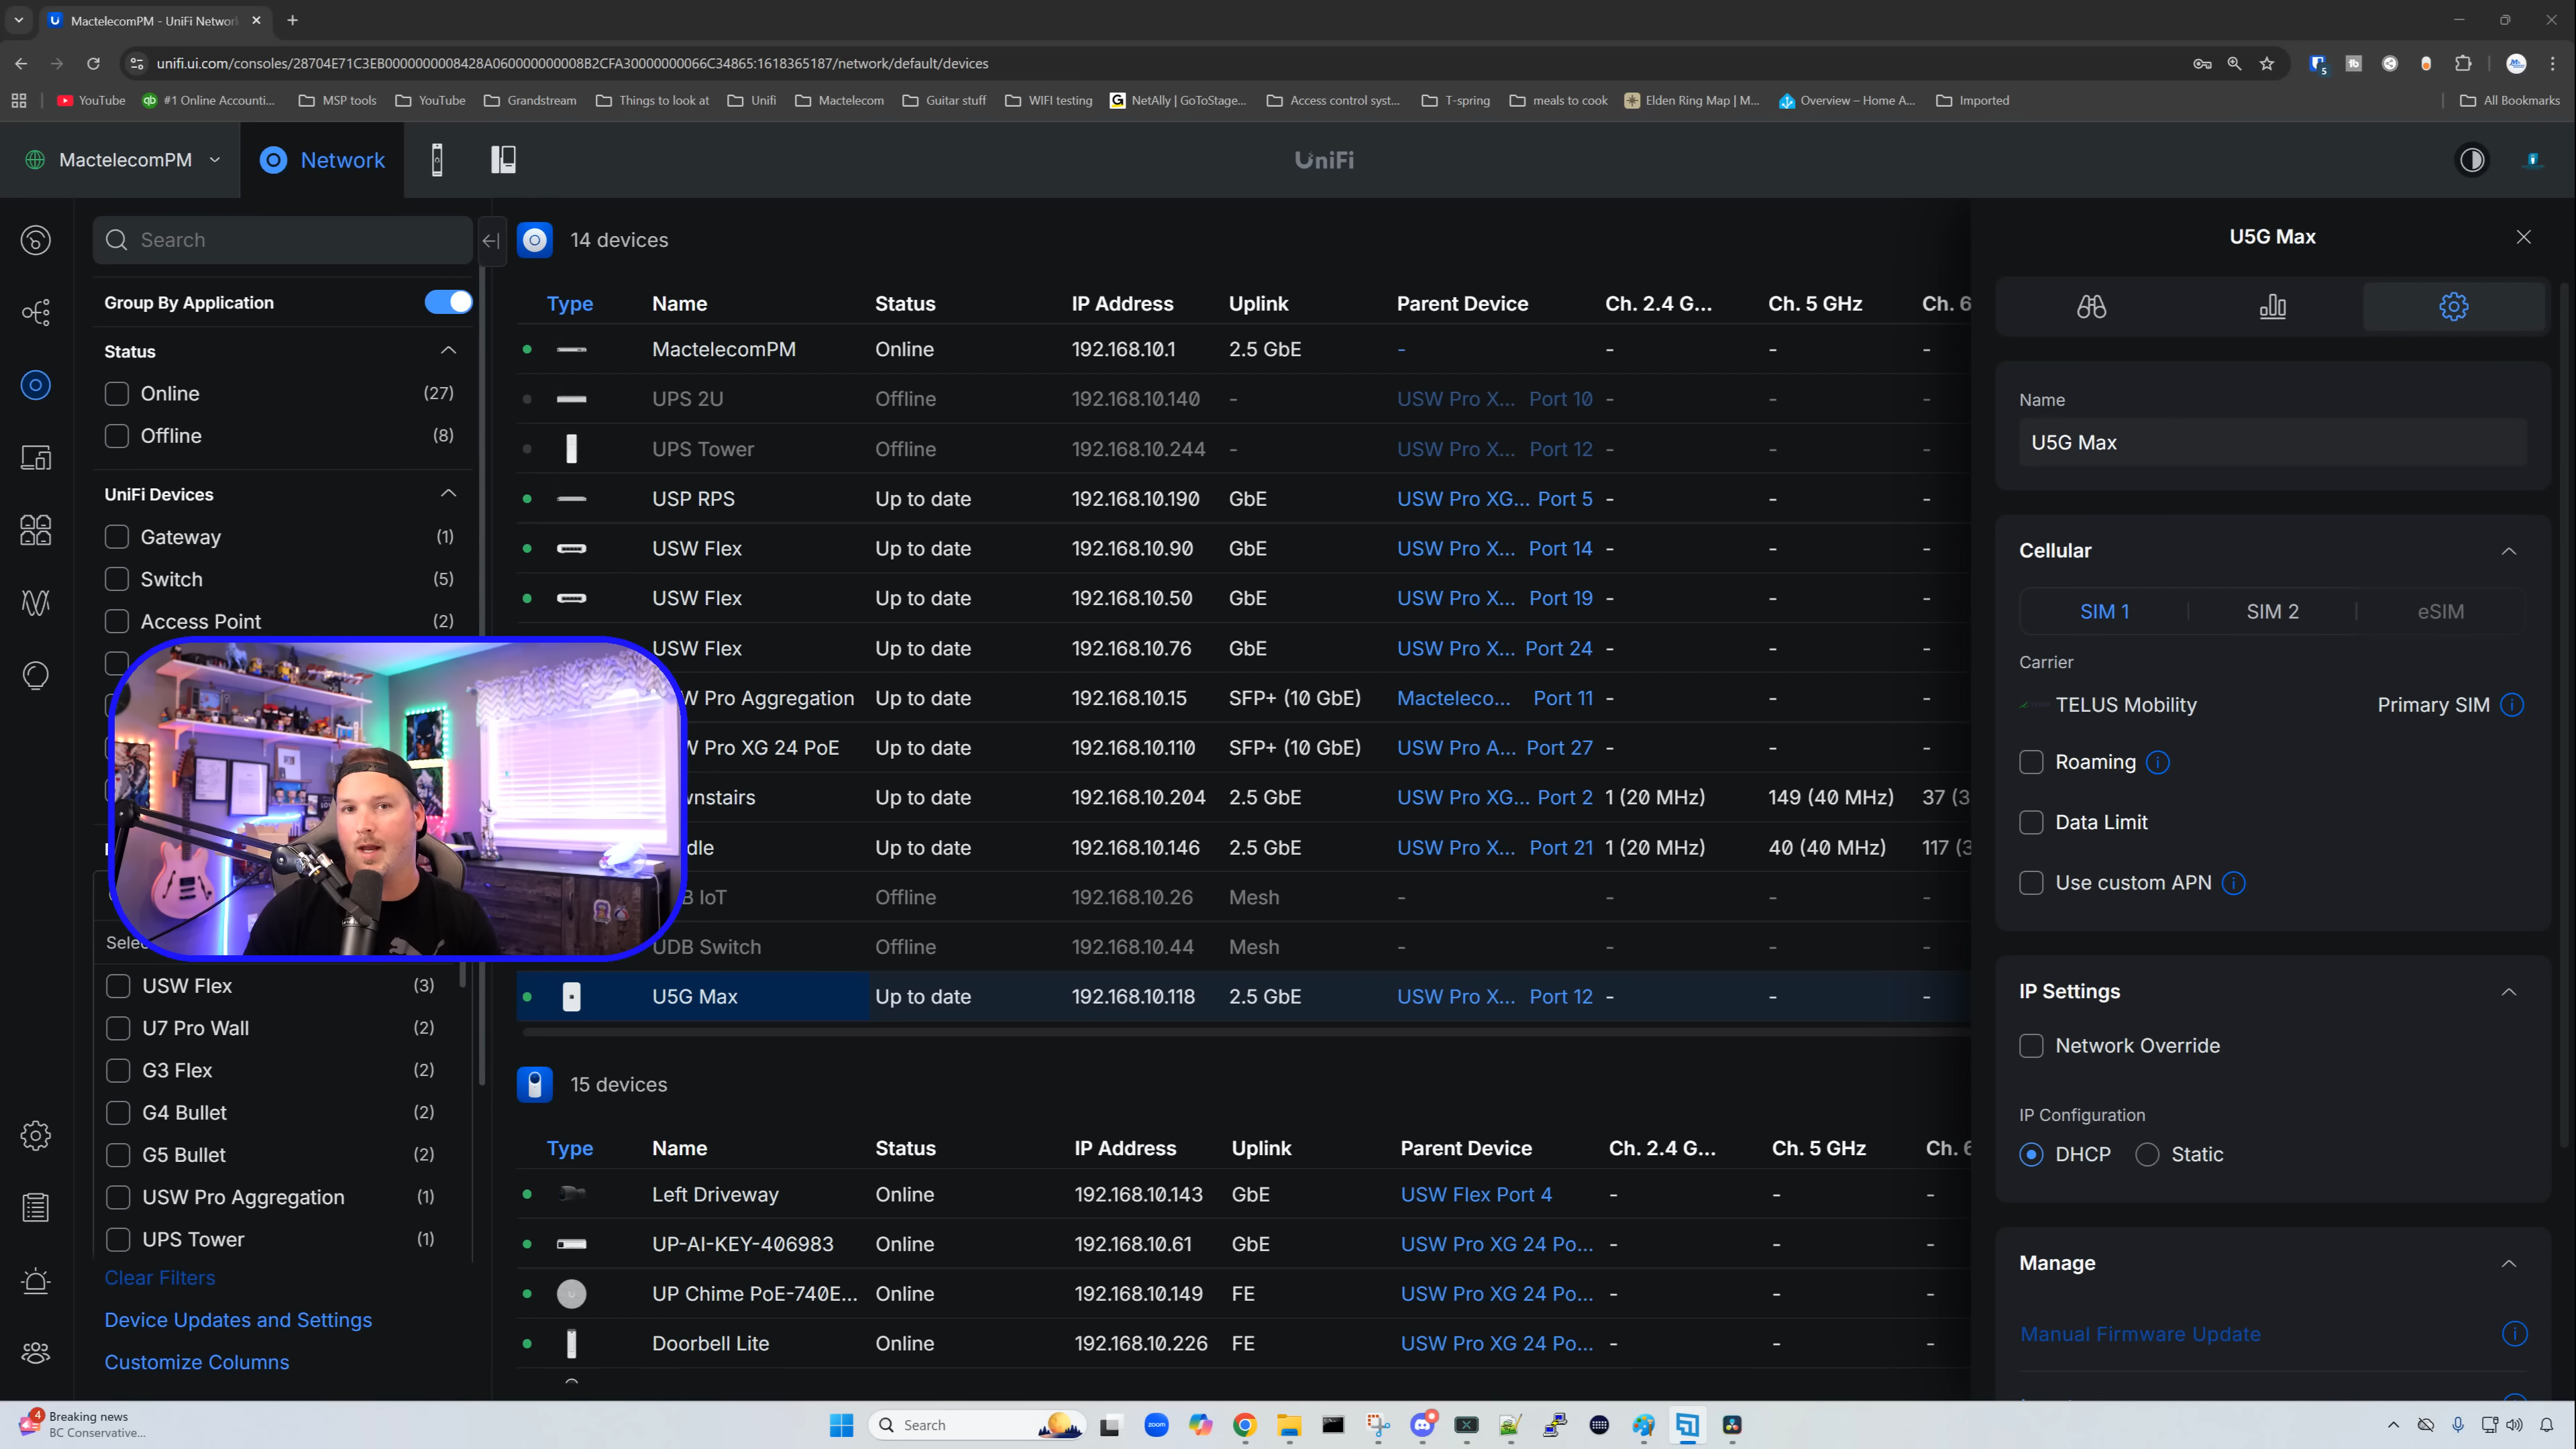 MactelecomPM - UniFi Network
unifi.ui.com/consoles/28704E71C3EB0000000008428A060000000008B2CFA30000000066C34865:1618365187/network/default/devices
YouTube
#1 Online Accounti...
MSP tools
YouTube
Grandstream
Things to look at
Unifi
Mactelecom
Guitar stuff
WIFI testing
NetAlly | GoToStage...
Access control syst...
T-spring
meals to cook
Elden Ring Map | M...
Overview – Home A...
Imported
All Bookmarks
MactelecomPM
Network
UniFi
Search
Group By Application
Status
Online (27)
Offline (8)
UniFi Devices
Gateway (1)
Switch (5)
Access Point (2)
USW Flex (3)
U7 Pro Wall (2)
G3 Flex (2)
G4 Bullet (2)
G5 Bullet (2)
USW Pro Aggregation (1)
UPS Tower (1)
Clear Filters
Device Updates and Settings
Customize Columns
14 devices
Type Name Status IP Address Uplink Parent Device Ch. 2.4 G... Ch. 5 GHz Ch. 6
MactelecomPM Online 192.168.10.1 2.5 GbE - - - -
UPS 2U Offline 192.168.10.140 - USW Pro X... Port 10 - - -
UPS Tower Offline 192.168.10.244 - USW Pro X... Port 12 - - -
USP RPS Up to date 192.168.10.190 GbE USW Pro XG... Port 5 - - -
USW Flex Up to date 192.168.10.90 GbE USW Pro X... Port 14 - - -
USW Flex Up to date 192.168.10.50 GbE USW Pro X... Port 19 - - -
USW Flex Up to date 192.168.10.76 GbE USW Pro X... Port 24 - - -
Pro Aggregation Up to date 192.168.10.15 SFP+ (10 GbE) Macteleco... Port 11 - - -
Pro XG 24 PoE Up to date 192.168.10.110 SFP+ (10 GbE) USW Pro A... Port 27 - - -
wnstairs Up to date 192.168.10.204 2.5 GbE USW Pro XG... Port 2 1 (20 MHz) 149 (40 MHz) 37 (3
dle Up to date 192.168.10.146 2.5 GbE USW Pro X... Port 21 1 (20 MHz) 40 (40 MHz) 117 (3
B IoT Offline 192.168.10.26 Mesh - - - -
UDB Switch Offline 192.168.10.44 Mesh - - - -
U5G Max Up to date 192.168.10.118 2.5 GbE USW Pro X... Port 12 - - -
15 devices
Type Name Status IP Address Uplink Parent Device Ch. 2.4 G... Ch. 5 GHz Ch. 6
Left Driveway Online 192.168.10.143 GbE USW Flex Port 4 - - -
UP-AI-KEY-406983 Online 192.168.10.61 GbE USW Pro XG 24 Po... - - -
UP Chime PoE-740E... Online 192.168.10.149 FE USW Pro XG 24 Po... - - -
Doorbell Lite Online 192.168.10.226 FE USW Pro XG 24 Po... - - -
U5G Max
Name
U5G Max
Cellular
SIM 1
SIM 2
eSIM
Carrier
TELUS Mobility Primary SIM
Roaming
Data Limit
Use custom APN
IP Settings
Network Override
IP Configuration
DHCP Static
Manage
Manual Firmware Update
4
Breaking news
BC Conservative...
Search
zoom